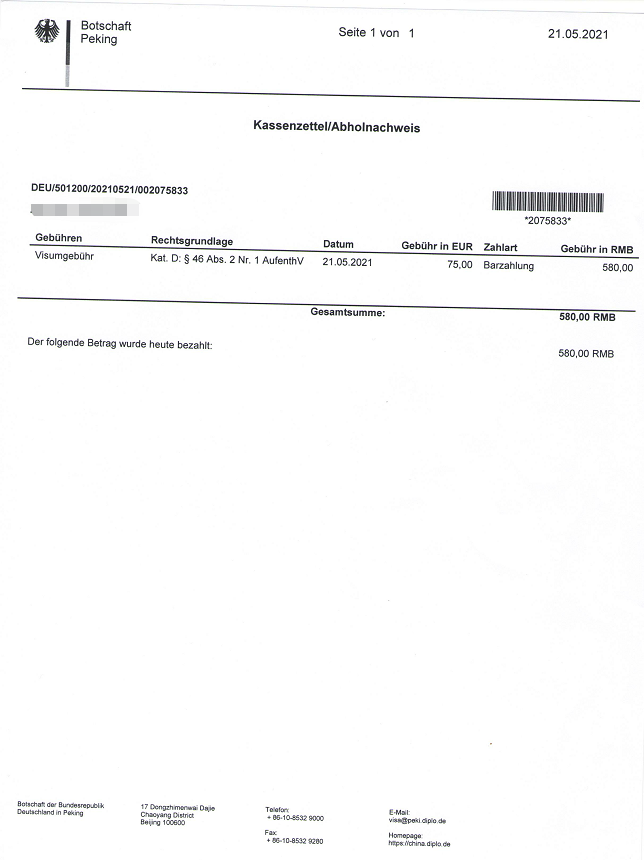 Botschaft
Peking
Seite 1 von 1
21.05.2021
Kassenzettel/Abholnachweis
DEU/501200/20210521/002075833
*2075833*
Gebühren Rechtsgrundlage Datum Gebühr in EUR Zahlart Gebühr in RMB
Visumgebühr Kat. D: § 46 Abs. 2 Nr. 1 AufenthV 21.05.2021 75,00 Barzahlung 580,00
Gesamtsumme: 580,00 RMB
Der folgende Betrag wurde heute bezahlt: 580,00 RMB
Botschaft der Bundesrepublik
Deutschland in Peking
17 Dongzhimenwai Dajie
Chaoyang District
Beijing 100600
Telefon:
+ 86-10-8532 9000
Fax:
+ 86-10-8532 9280
E-Mail:
visa@peki.diplo.de
Homepage:
https://china.diplo.de